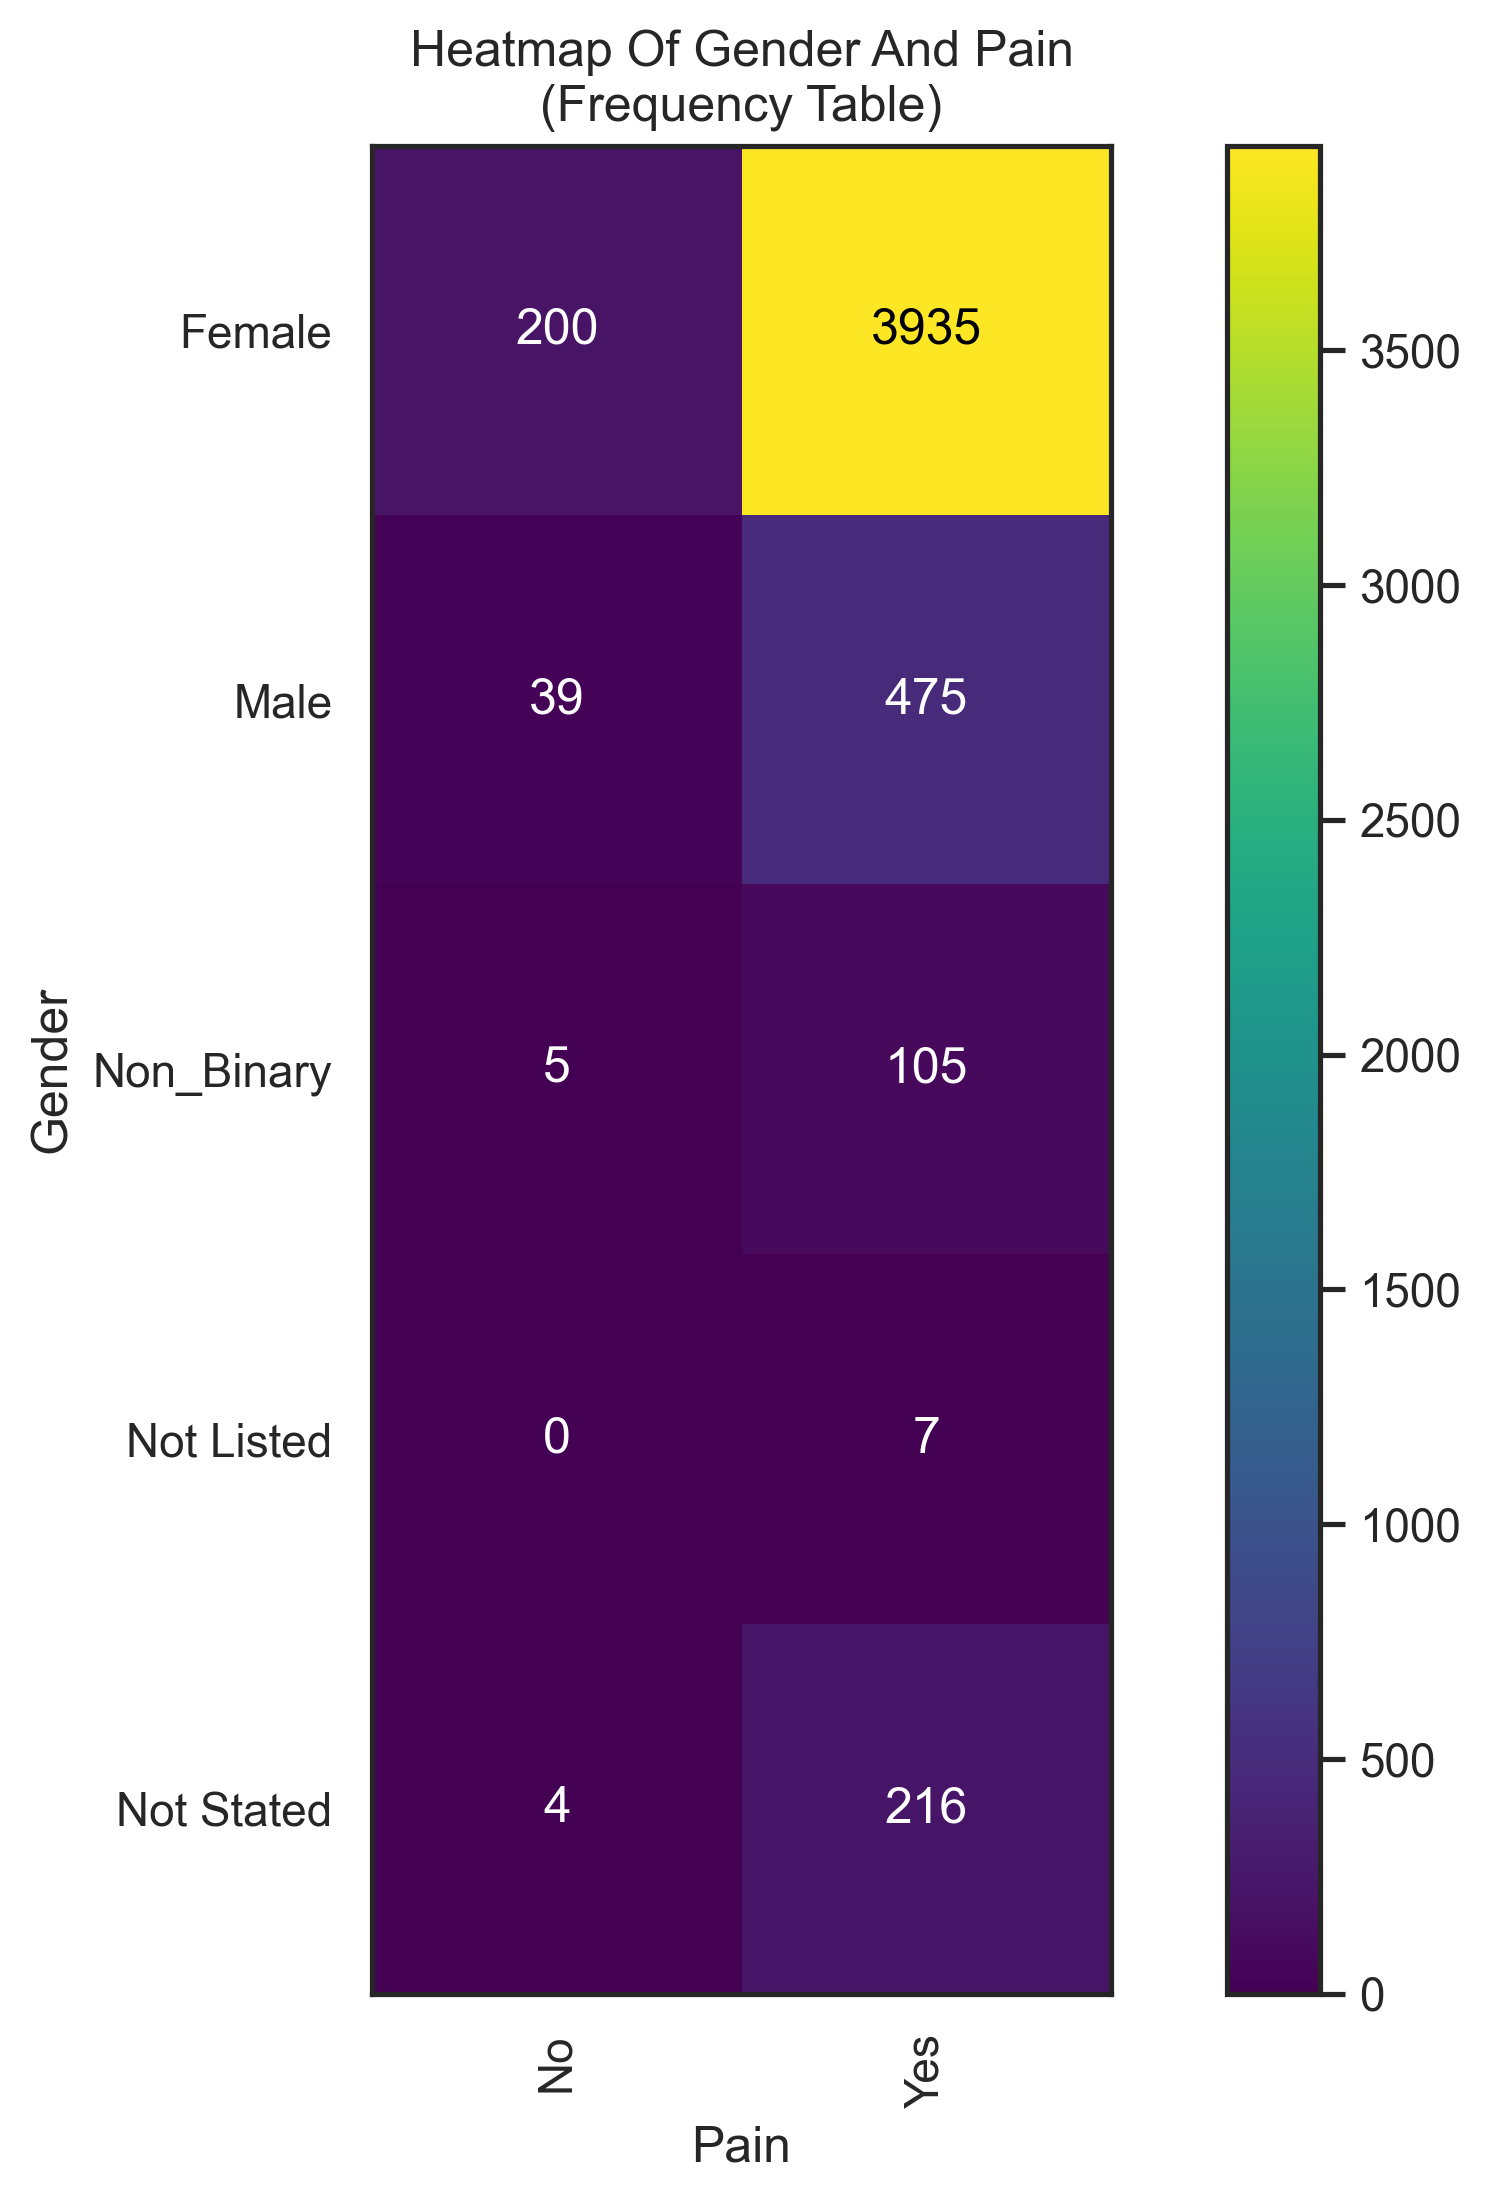 Heatmap Of Gender And Pain
(Frequency Table)
Female
200
3935
Male
39
475
Non_Binary
5
105
Not Listed
0
7
Not Stated
4
216
Gender
No
Yes
Pain
3500
3000
2500
2000
1500
1000
500
0